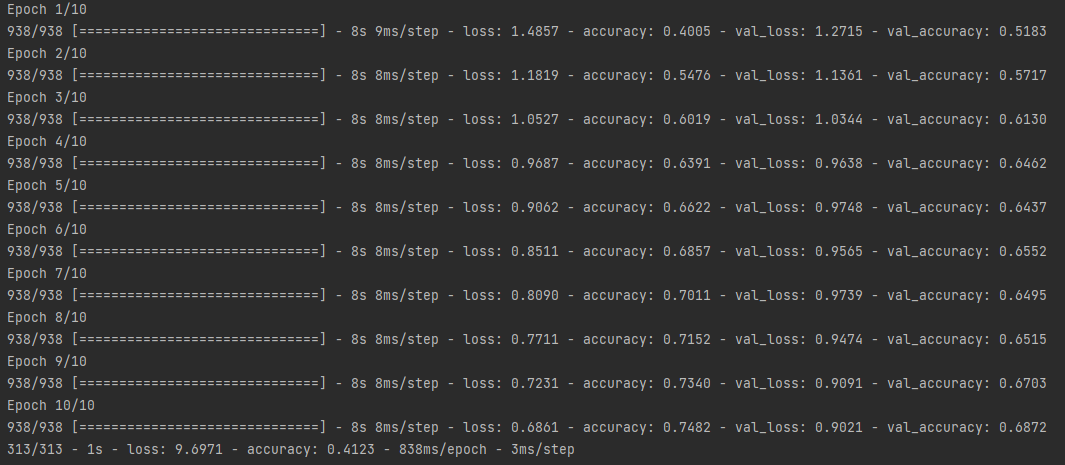 Epoch 1/10
938/938 [==============================] - 8s 9ms/step - loss: 1.4857 - accuracy: 0.4005 - val_loss: 1.2715 - val_accuracy: 0.5183
Epoch 2/10
938/938 [==============================] - 8s 8ms/step - loss: 1.1819 - accuracy: 0.5476 - val_loss: 1.1361 - val_accuracy: 0.5717
Epoch 3/10
938/938 [==============================] - 8s 8ms/step - loss: 1.0527 - accuracy: 0.6019 - val_loss: 1.0344 - val_accuracy: 0.6130
Epoch 4/10
938/938 [==============================] - 8s 8ms/step - loss: 0.9687 - accuracy: 0.6391 - val_loss: 0.9638 - val_accuracy: 0.6462
Epoch 5/10
938/938 [==============================] - 8s 8ms/step - loss: 0.9062 - accuracy: 0.6622 - val_loss: 0.9748 - val_accuracy: 0.6437
Epoch 6/10
938/938 [==============================] - 8s 8ms/step - loss: 0.8511 - accuracy: 0.6857 - val_loss: 0.9565 - val_accuracy: 0.6552
Epoch 7/10
938/938 [==============================] - 8s 8ms/step - loss: 0.8090 - accuracy: 0.7011 - val_loss: 0.9739 - val_accuracy: 0.6495
Epoch 8/10
938/938 [==============================] - 8s 8ms/step - loss: 0.7711 - accuracy: 0.7152 - val_loss: 0.9474 - val_accuracy: 0.6515
Epoch 9/10
938/938 [==============================] - 8s 8ms/step - loss: 0.7231 - accuracy: 0.7340 - val_loss: 0.9091 - val_accuracy: 0.6703
Epoch 10/10
938/938 [==============================] - 8s 8ms/step - loss: 0.6861 - accuracy: 0.7482 - val_loss: 0.9021 - val_accuracy: 0.6872
313/313 - 1s - loss: 9.6971 - accuracy: 0.4123 - 838ms/epoch - 3ms/step